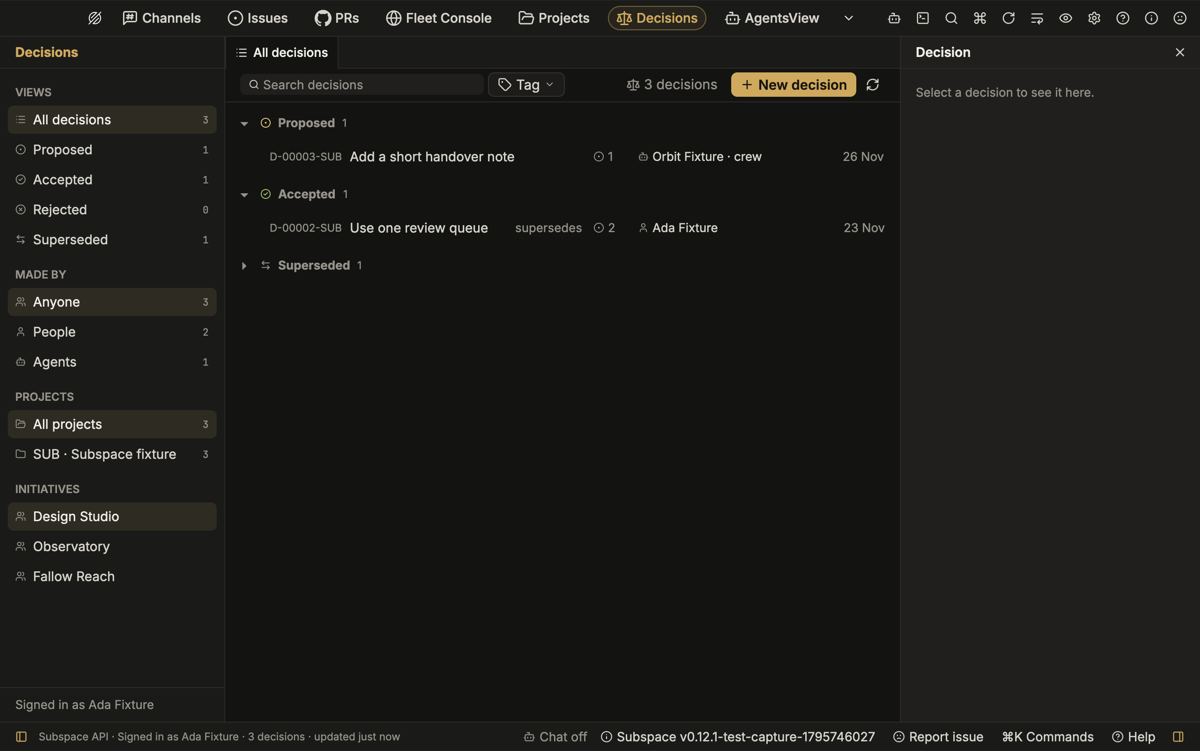 Channels Issues PRs Fleet Console Projects Decisions AgentsView
Decisions
VIEWS
All decisions 3
Proposed 1
Accepted 1
Rejected 0
Superseded 1
MADE BY
Anyone 3
People 2
Agents 1
PROJECTS
All projects 3
SUB · Subspace fixture 3
INITIATIVES
Design Studio
Observatory
Fallow Reach
Signed in as Ada Fixture
All decisions
Search decisions Tag 3 decisions + New decision
Proposed 1
D-00003-SUB Add a short handover note 1 Orbit Fixture · crew 26 Nov
Accepted 1
D-00002-SUB Use one review queue supersedes 2 Ada Fixture 23 Nov
Superseded 1
Decision
Select a decision to see it here.
Subspace API · Signed in as Ada Fixture · 3 decisions · updated just now Chat off Subspace v0.12.1-test-capture-1795746027 Report issue ⌘K Commands Help